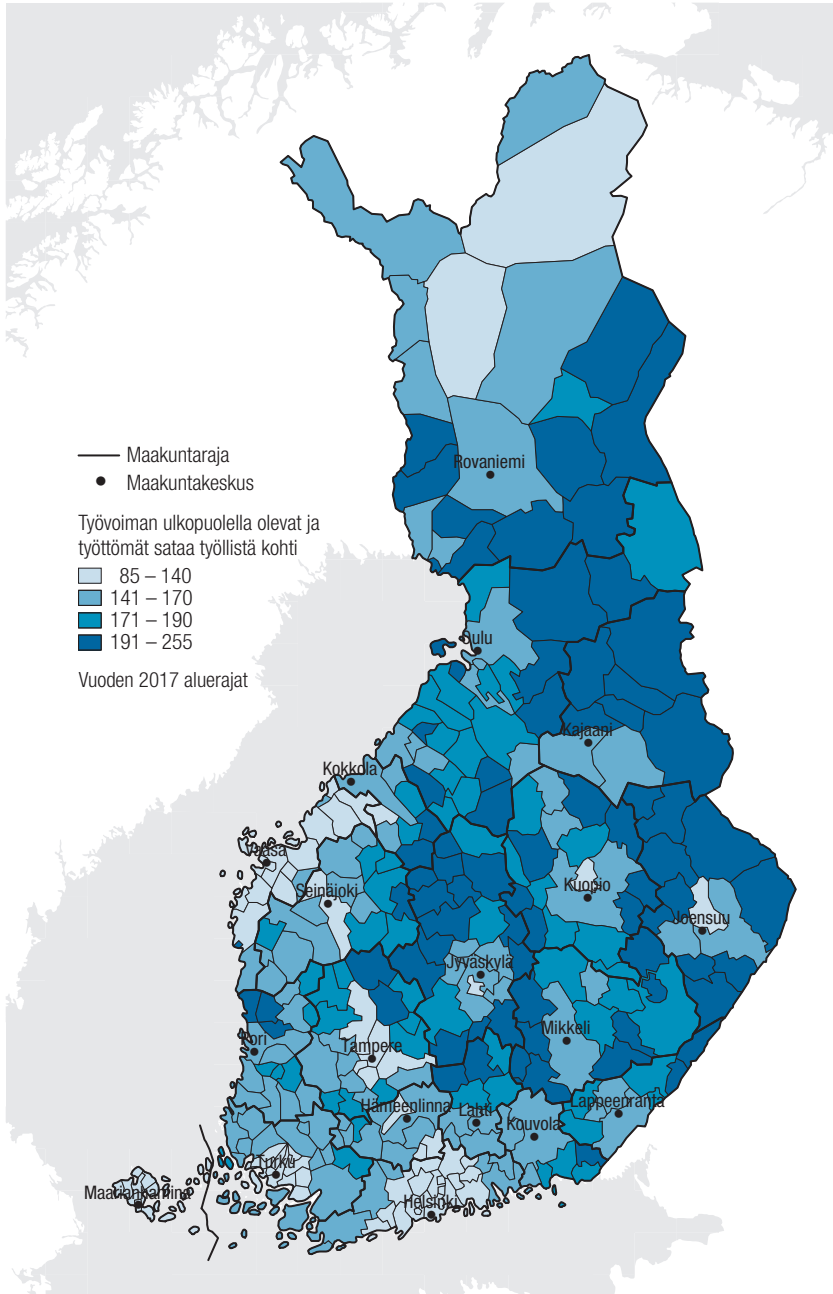 Maakuntaraja
Maakuntakeskus
Työvoiman ulkopuolella olevat ja
työttömät sataa työllistä kohti
85 – 140
141 – 170
171 – 190
191 – 255
Vuoden 2017 aluerajat
Rovaniemi
Oulu
Kajaani
Kokkola
Vaasa
Seinäjoki
Kuopio
Joensuu
Jyväskylä
Mikkeli
Pori
Tampere
Hämeenlinna
Lahti
Kouvola
Lappeenranta
Turku
Maarianhamina
Helsinki